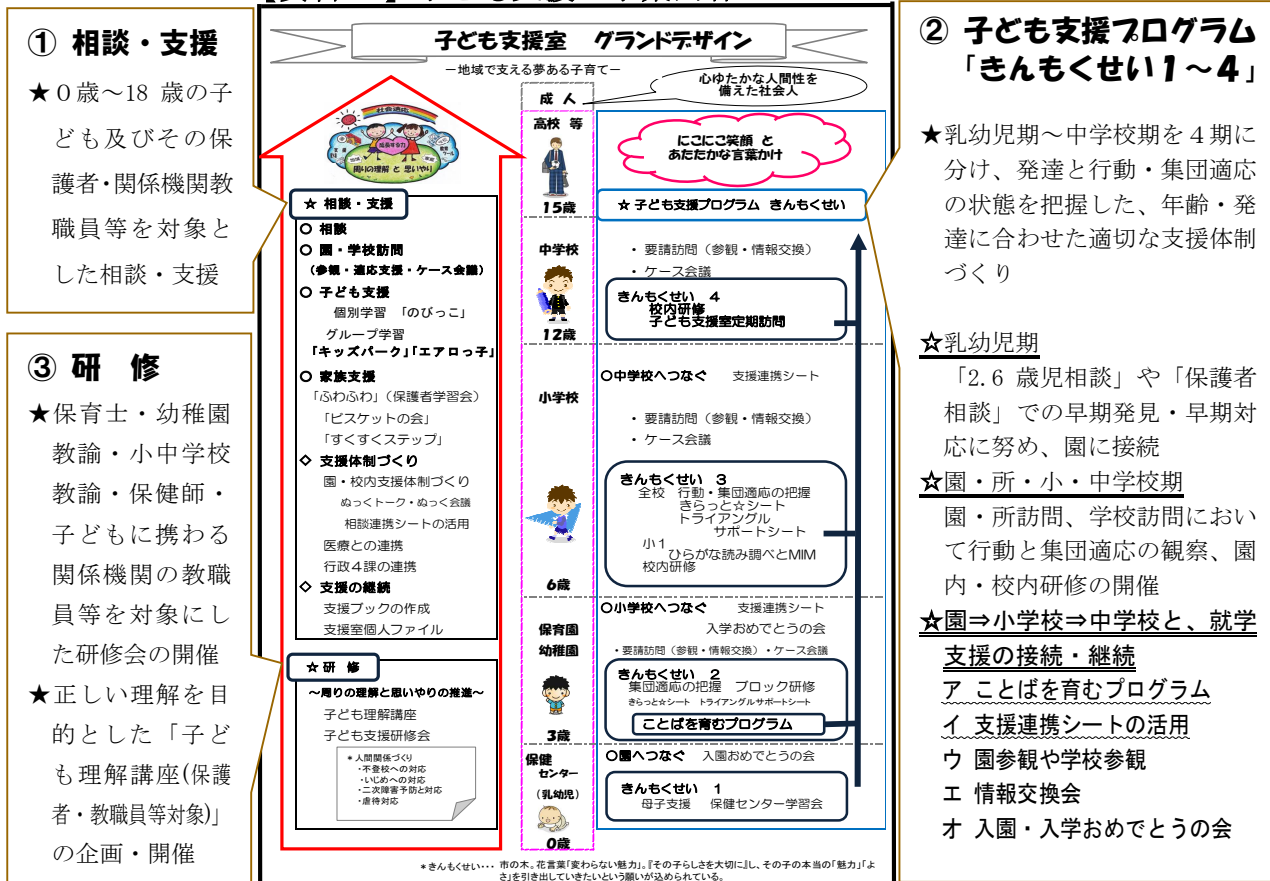 ① 相談・支援
★０歳～18 歳の子
ども及びその保
護者・関係機関教
職員等を対象と
した相談・支援
③ 研　修
★保育士・幼稚園
教諭・小中学校
教諭・保健師・
子どもに携わる
関係機関の教職
員等を対象にし
た研修会の開催
★正しい理解を目
的とした「子ど
も理解講座(保護
者・教職員等対象)」
の企画・開催
子ども支援室　グランドデザイン
－地域で支える夢ある子育て－
心ゆたかな人間性を
備えた社会人
社会適応
成長する力
周りの理解 と 思いやり
☆ 相談・支援
○ 相談
○ 園・学校訪問
（参観・適応支援・ケース会議）
○ 子ども支援
個別学習　「のびっこ」
グループ学習
「キッズパーク」「エアロっ子」
○ 家族支援
「ふわふわ」（保護者学習会）
「ビスケットの会」
「すくすくステップ」
◇ 支援体制づくり
園・校内支援体制づくり
ぬっくトーク・ぬっく会議
相談連携シートの活用
医療との連携
行政４課の連携
◇ 支援の継続
支援ブックの作成
支援室個人ファイル
☆ 研　修
～周りの理解と思いやりの推進～
子ども理解講座
子ども支援研修会
＊人間関係づくり
・不登校への対応
・いじめへの対応
・二次障害予防と対応
・虐待対応
成 人
高校 等
15歳
中学校
12歳
小学校
6歳
保育園
幼稚園
3歳
保健
センター
（乳幼児）
0歳
にこにこ笑顔 と
あたたかな言葉かけ
☆ 子ども支援プログラム きんもくせい
・ 要請訪問（参観・情報交換）
・ ケース会議
きんもくせい　4
校内研修
子ども支援室定期訪問
○中学校へつなぐ　支援連携シート
・ 要請訪問（参観・情報交換）
・ ケース会議
きんもくせい　3
全校　行動・集団適応の把握
きらっと☆シート
トライアングル
サポートシート
小１
ひらがな読み調べとMIM
校内研修
○小学校へつなぐ　支援連携シート
入学おめでとうの会
・要請訪問（参観・情報交換）・ケース会議
きんもくせい　2
集団適応の把握　ブロック研修
きらっと☆シート　トライアングルサポートシート
ことばを育むプログラム
○園へつなぐ　入園おめでとうの会
きんもくせい　1
母子支援　保健センター学習会
＊きんもくせい・・・ 市の木。花言葉「変わらない魅力」。『その子らしさを大切に』し、その子の本当の「魅力」「よ
さ」を引き出していきたいという願いが込められている。
② 子ども支援プログラム
「きんもくせい１～４」
★乳幼児期～中学校期を４期に
分け、発達と行動・集団適応
の状態を把握した、年齢・発
達に合わせた適切な支援体制
づくり
☆乳幼児期
「2.6 歳児相談」や「保護者
相談」での早期発見・早期対
応に努め、園に接続
☆園・所・小・中学校期
園・所訪問、学校訪問におい
て行動と集団適応の観察、園
内・校内研修の開催
☆園⇒小学校⇒中学校と、就学
支援の接続・継続
ア ことばを育むプログラム
イ 支援連携シートの活用
ウ 園参観や学校参観
エ 情報交換会
オ 入園・入学おめでとうの会